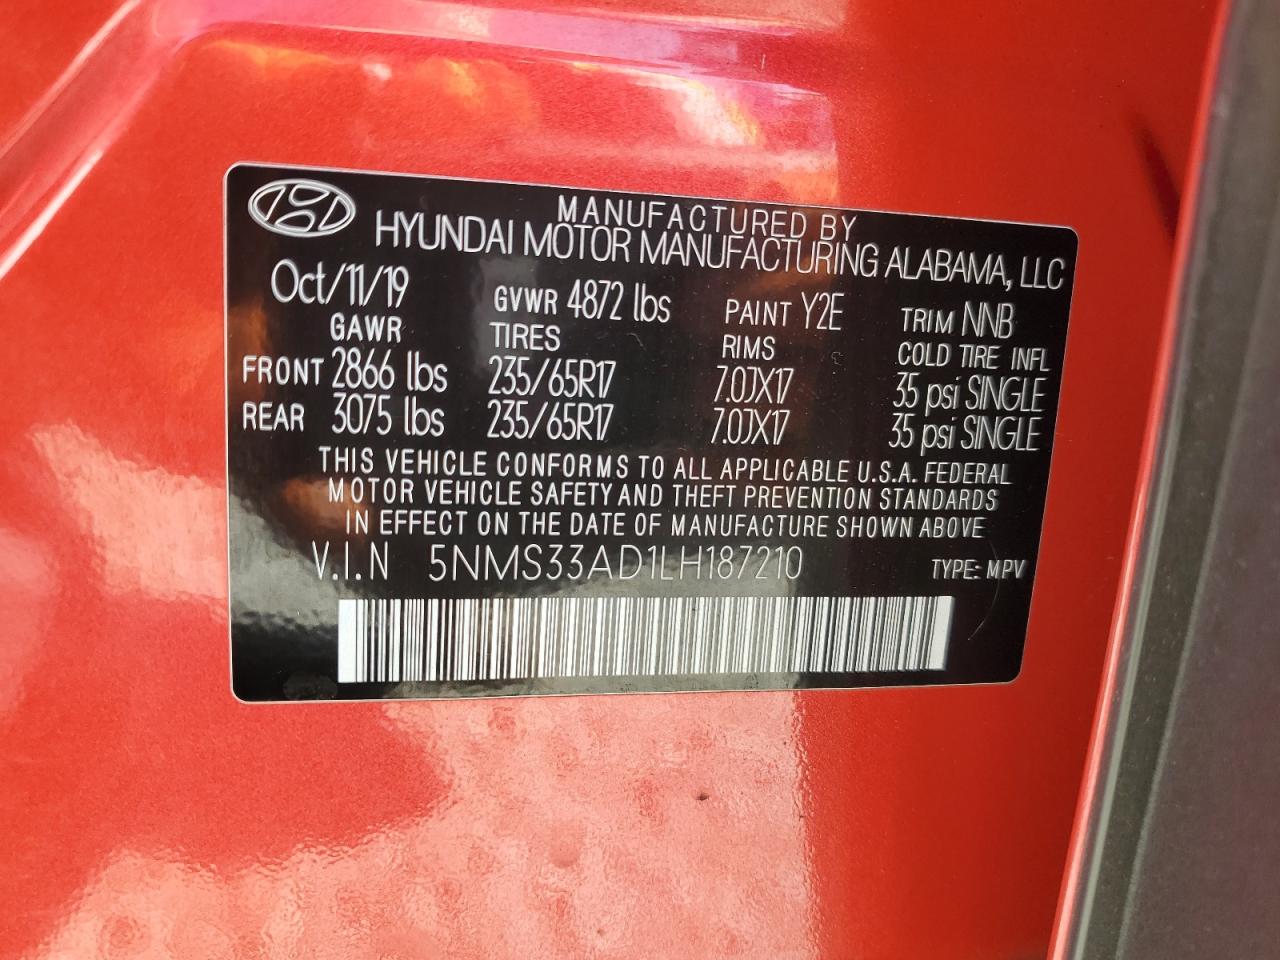 MANUFACTURED BY
HYUNDAI MOTOR MANUFACTURING ALABAMA, LLC
Oct/11/19 GVWR 4872 lbs PAINT Y2E TRIM NNB
GAWR TIRES RIMS COLD TIRE INFL
FRONT 2866 lbs 235/65R17 7.0JX17 35 psi SINGLE
REAR 3075 lbs 235/65R17 7.0JX17 35 psi SINGLE
THIS VEHICLE CONFORMS TO ALL APPLICABLE U.S.A. FEDERAL
MOTOR VEHICLE SAFETY AND THEFT PREVENTION STANDARDS
IN EFFECT ON THE DATE OF MANUFACTURE SHOWN ABOVE
V.I.N 5NMS33AD1LH187210 TYPE: MPV